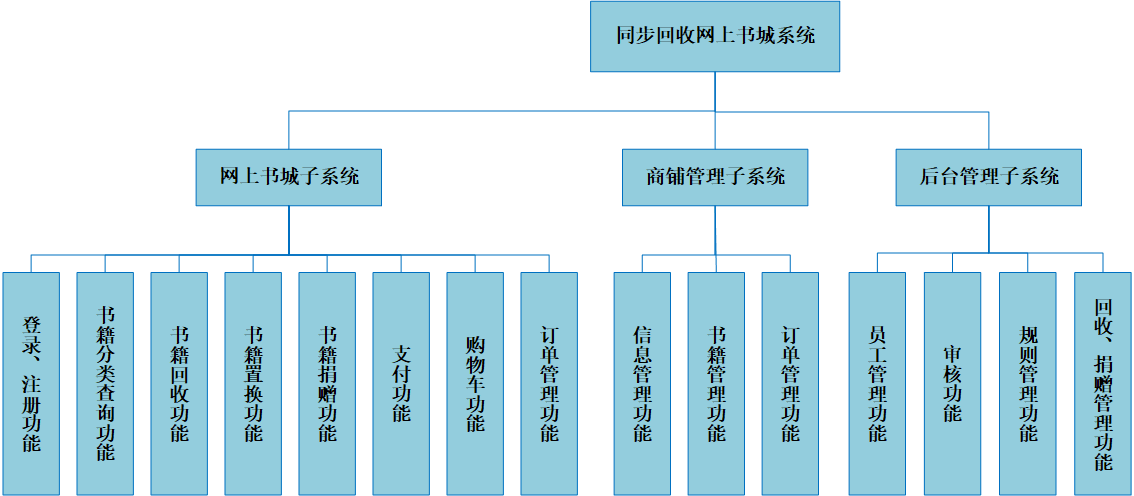 同步回收网上书城系统
网上书城子系统
商铺管理子系统
后台管理子系统
登录、注册功能
书籍分类查询功能
书籍回收功能
书籍置换功能
书籍捐赠功能
支付功能
购物车功能
订单管理功能
信息管理功能
书籍管理功能
订单管理功能
员工管理功能
审核功能
规则管理功能
回收、捐赠管理功能